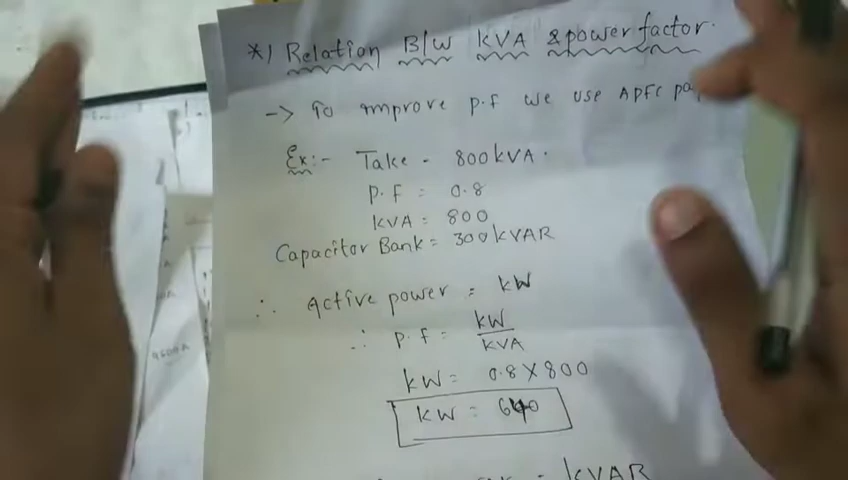 *) Relation B/W KVA & power factor.
-> To improve p.f we use APFC
Ex:- Take - 800kVA.
P.F = 0.8
KVA = 800
Capacitor Bank = 300kVAR
∴ Active power = kW
∴ P.f = kW/KVA
kW = 0.8 X 800
kW = 640
= kVAR